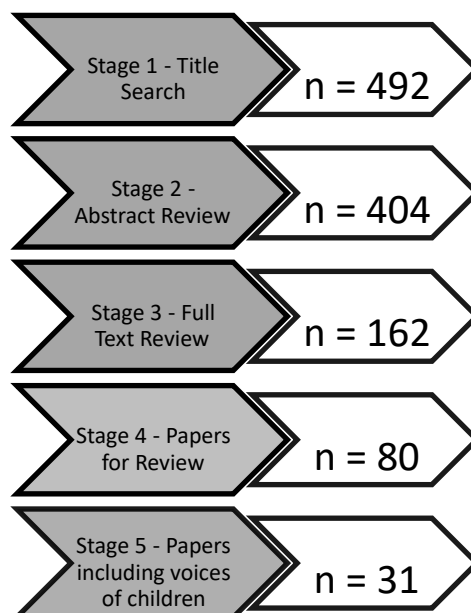 Stage 1 - Title
Search
n = 492
Stage 2 -
Abstract Review
n = 404
Stage 3 - Full
Text Review
n = 162
Stage 4 - Papers
for Review
n = 80
Stage 5 - Papers
including voices
of children
n = 31